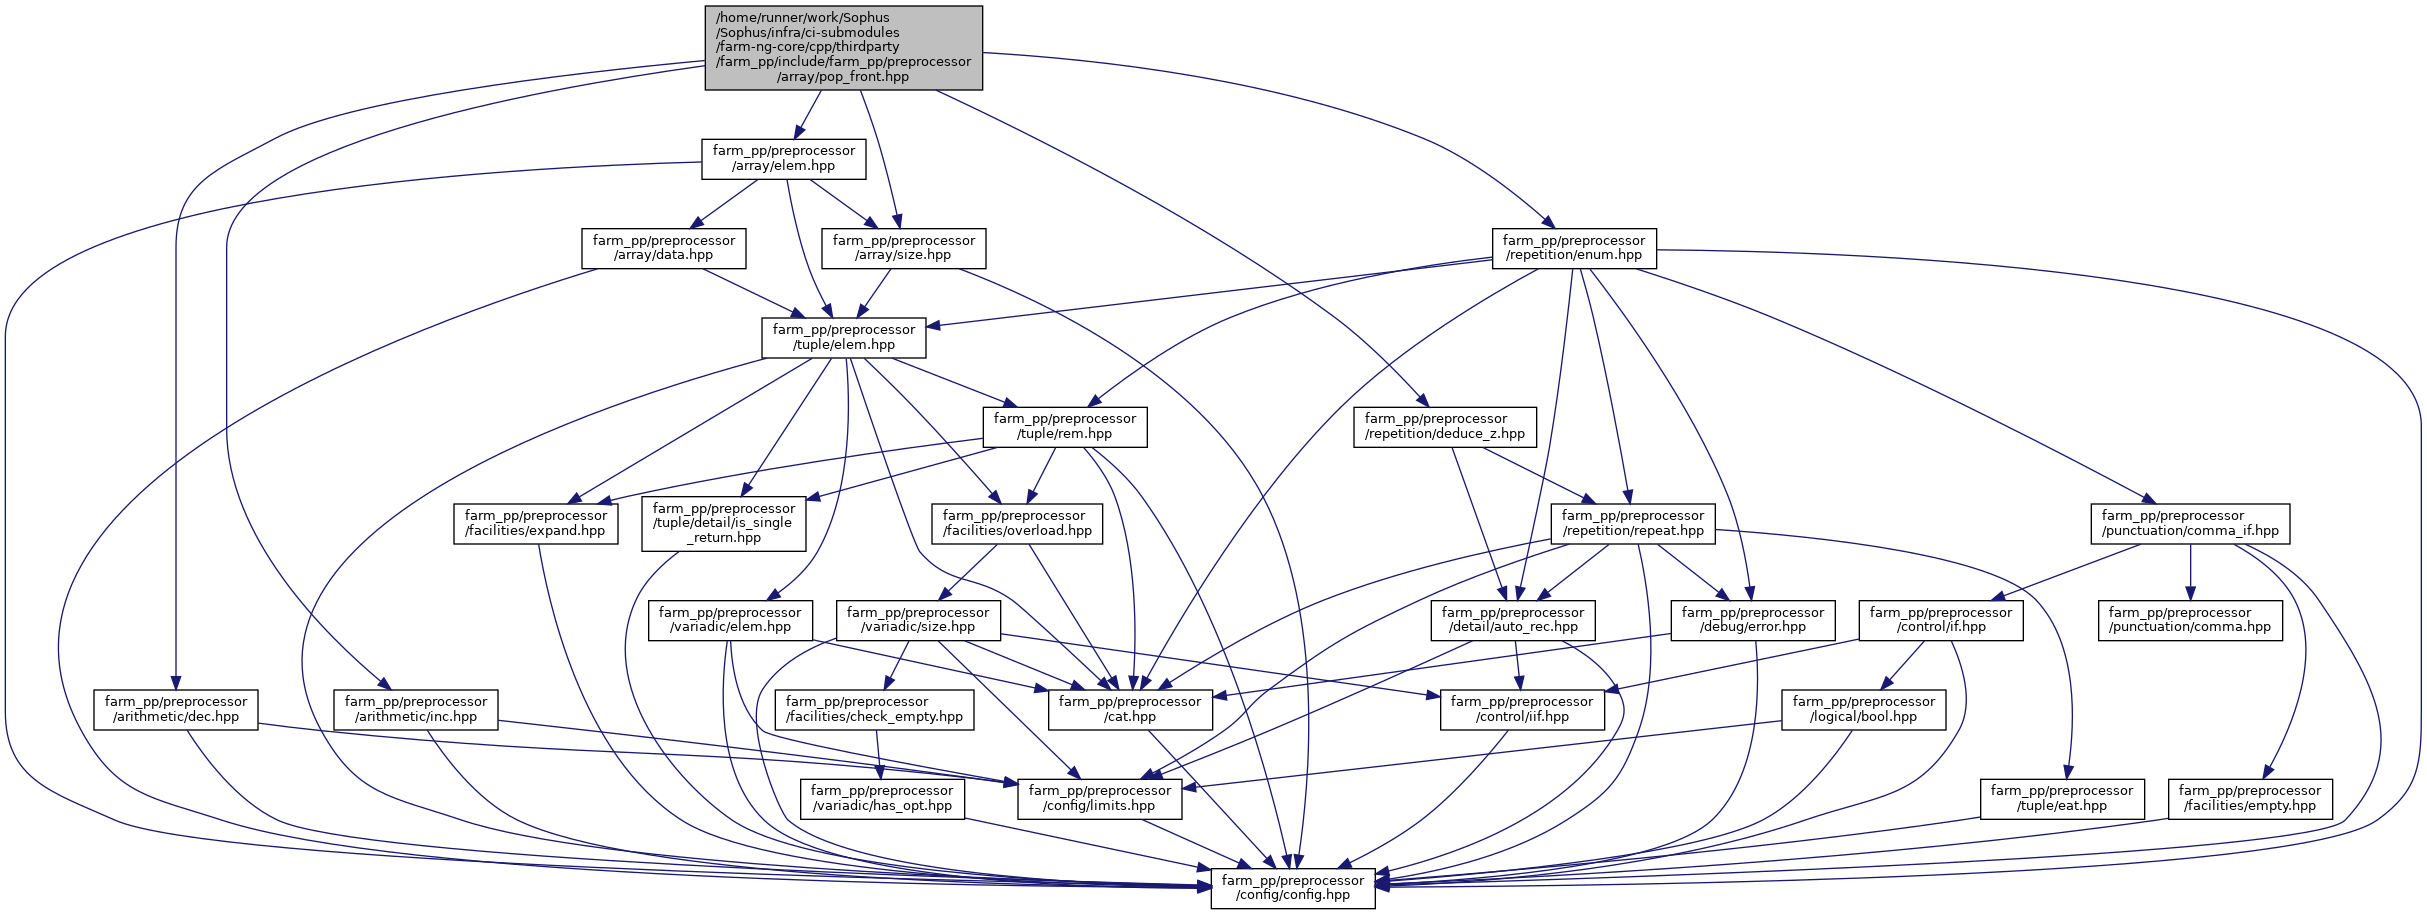 /home/runner/work/Sophus
/Sophus/infra/ci-submodules
/farm-ng-core/cpp/thirdparty
/farm_pp/include/farm_pp/preprocessor
/array/pop_front.hpp
farm_pp/preprocessor
/array/elem.hpp
farm_pp/preprocessor
/array/data.hpp
farm_pp/preprocessor
/array/size.hpp
farm_pp/preprocessor
/repetition/enum.hpp
farm_pp/preprocessor
/tuple/elem.hpp
farm_pp/preprocessor
/tuple/rem.hpp
farm_pp/preprocessor
/repetition/deduce_z.hpp
farm_pp/preprocessor
/facilities/expand.hpp
farm_pp/preprocessor
/tuple/detail/is_single
_return.hpp
farm_pp/preprocessor
/facilities/overload.hpp
farm_pp/preprocessor
/repetition/repeat.hpp
farm_pp/preprocessor
/punctuation/comma_if.hpp
farm_pp/preprocessor
/variadic/elem.hpp
farm_pp/preprocessor
/variadic/size.hpp
farm_pp/preprocessor
/detail/auto_rec.hpp
farm_pp/preprocessor
/debug/error.hpp
farm_pp/preprocessor
/control/if.hpp
farm_pp/preprocessor
/punctuation/comma.hpp
farm_pp/preprocessor
/arithmetic/dec.hpp
farm_pp/preprocessor
/arithmetic/inc.hpp
farm_pp/preprocessor
/facilities/check_empty.hpp
farm_pp/preprocessor
/cat.hpp
farm_pp/preprocessor
/control/iif.hpp
farm_pp/preprocessor
/logical/bool.hpp
farm_pp/preprocessor
/variadic/has_opt.hpp
farm_pp/preprocessor
/config/limits.hpp
farm_pp/preprocessor
/tuple/eat.hpp
farm_pp/preprocessor
/facilities/empty.hpp
farm_pp/preprocessor
/config/config.hpp